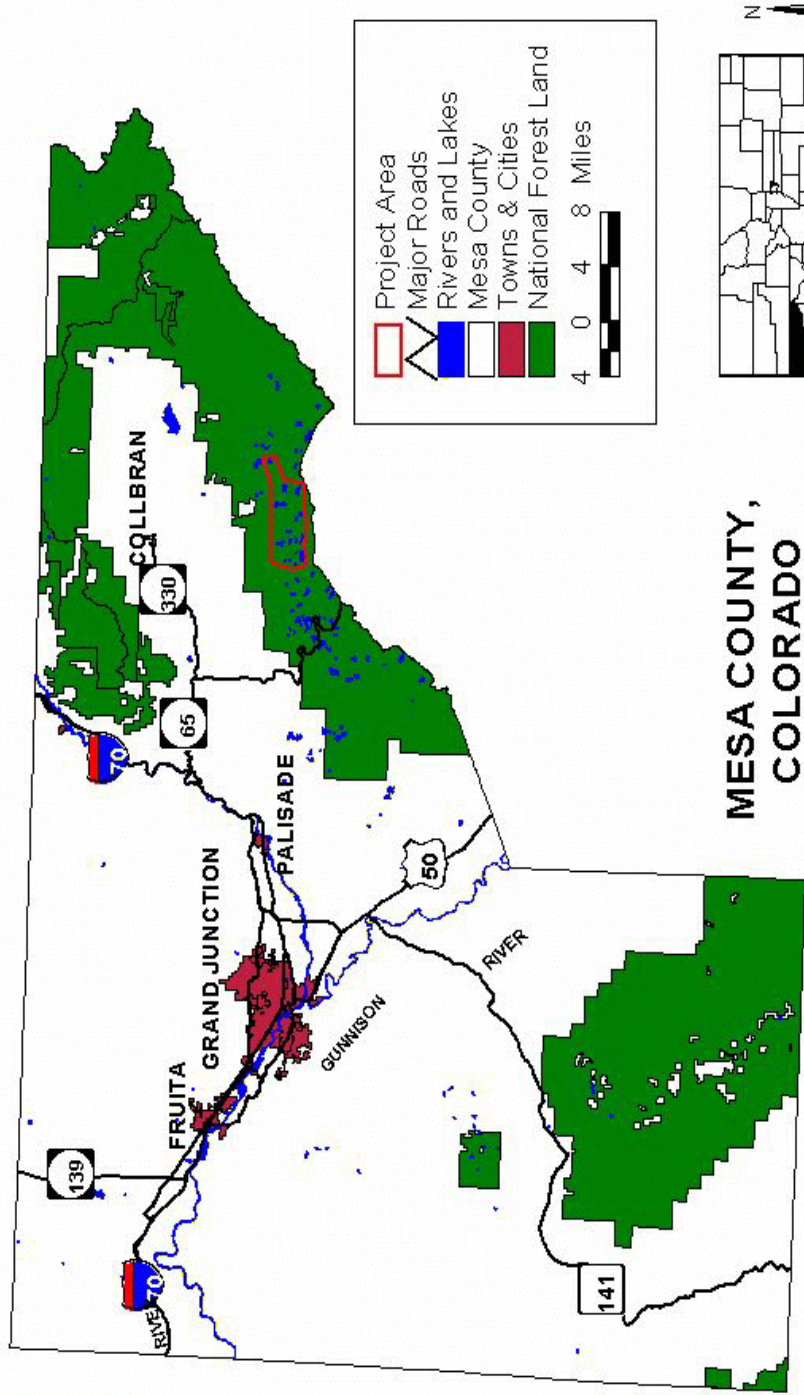 139
70
RIVER
FRUITA
GRAND JUNCTION
PALISADE
GUNNISON
RIVER
50
141
70
65
330
COLLBRAN
Project Area
Major Roads
Rivers and Lakes
Mesa County
Towns & Cities
National Forest Land
4 0 4 8 Miles
N
MESA COUNTY,
COLORADO